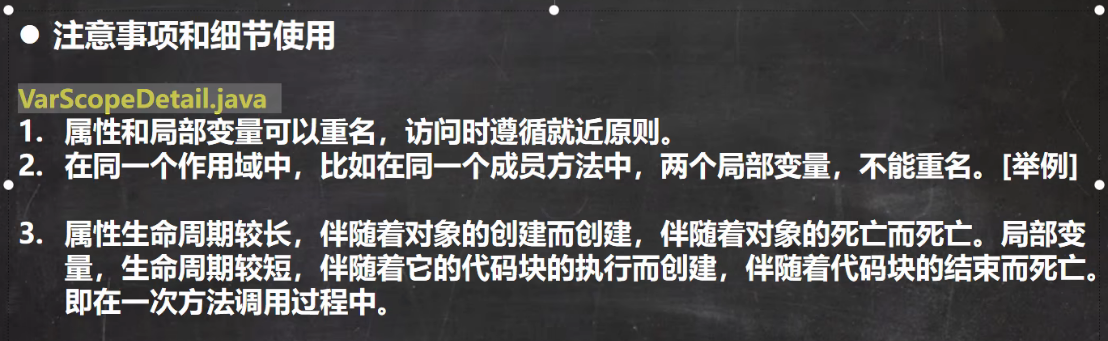 ● 注意事项和细节使用
VarScopeDetail.java
1. 属性和局部变量可以重名，访问时遵循就近原则。
2. 在同一个作用域中，比如在同一个成员方法中，两个局部变量，不能重名。[举例]
3. 属性生命周期较长，伴随着对象的创建而创建，伴随着对象的死亡而死亡。局部变
量，生命周期较短，伴随着它的代码块的执行而创建，伴随着代码块的结束而死亡。
即在一次方法调用过程中。